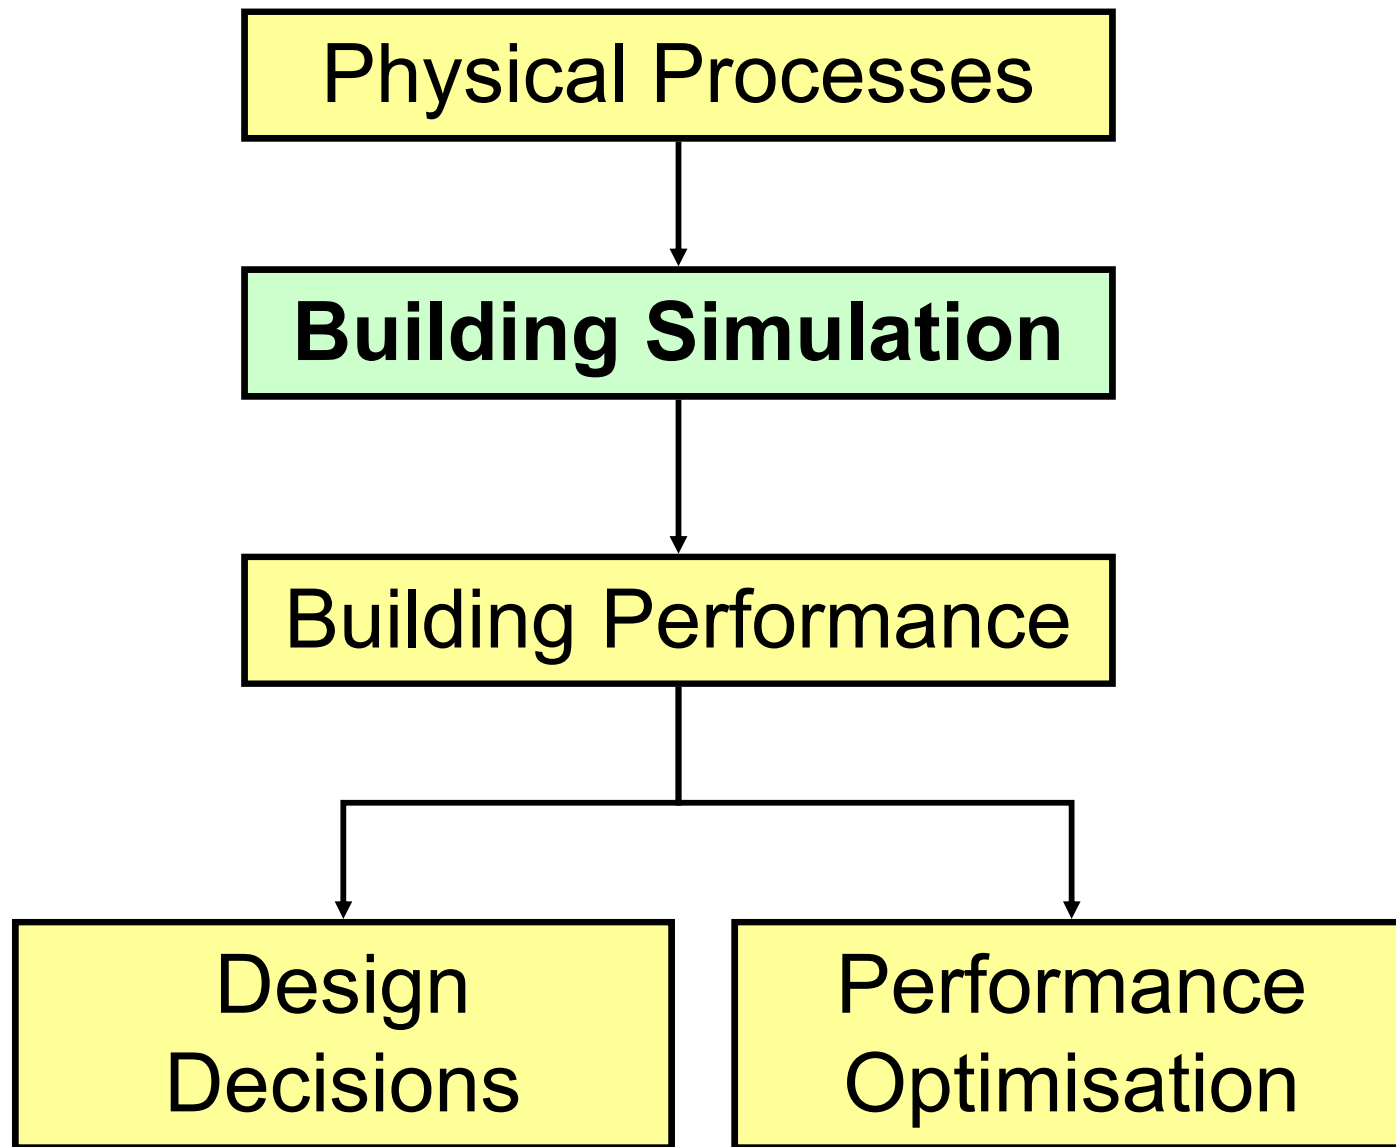 Physical Processes
Building Simulation
Building Performance
Design
Decisions
Performance
Optimisation